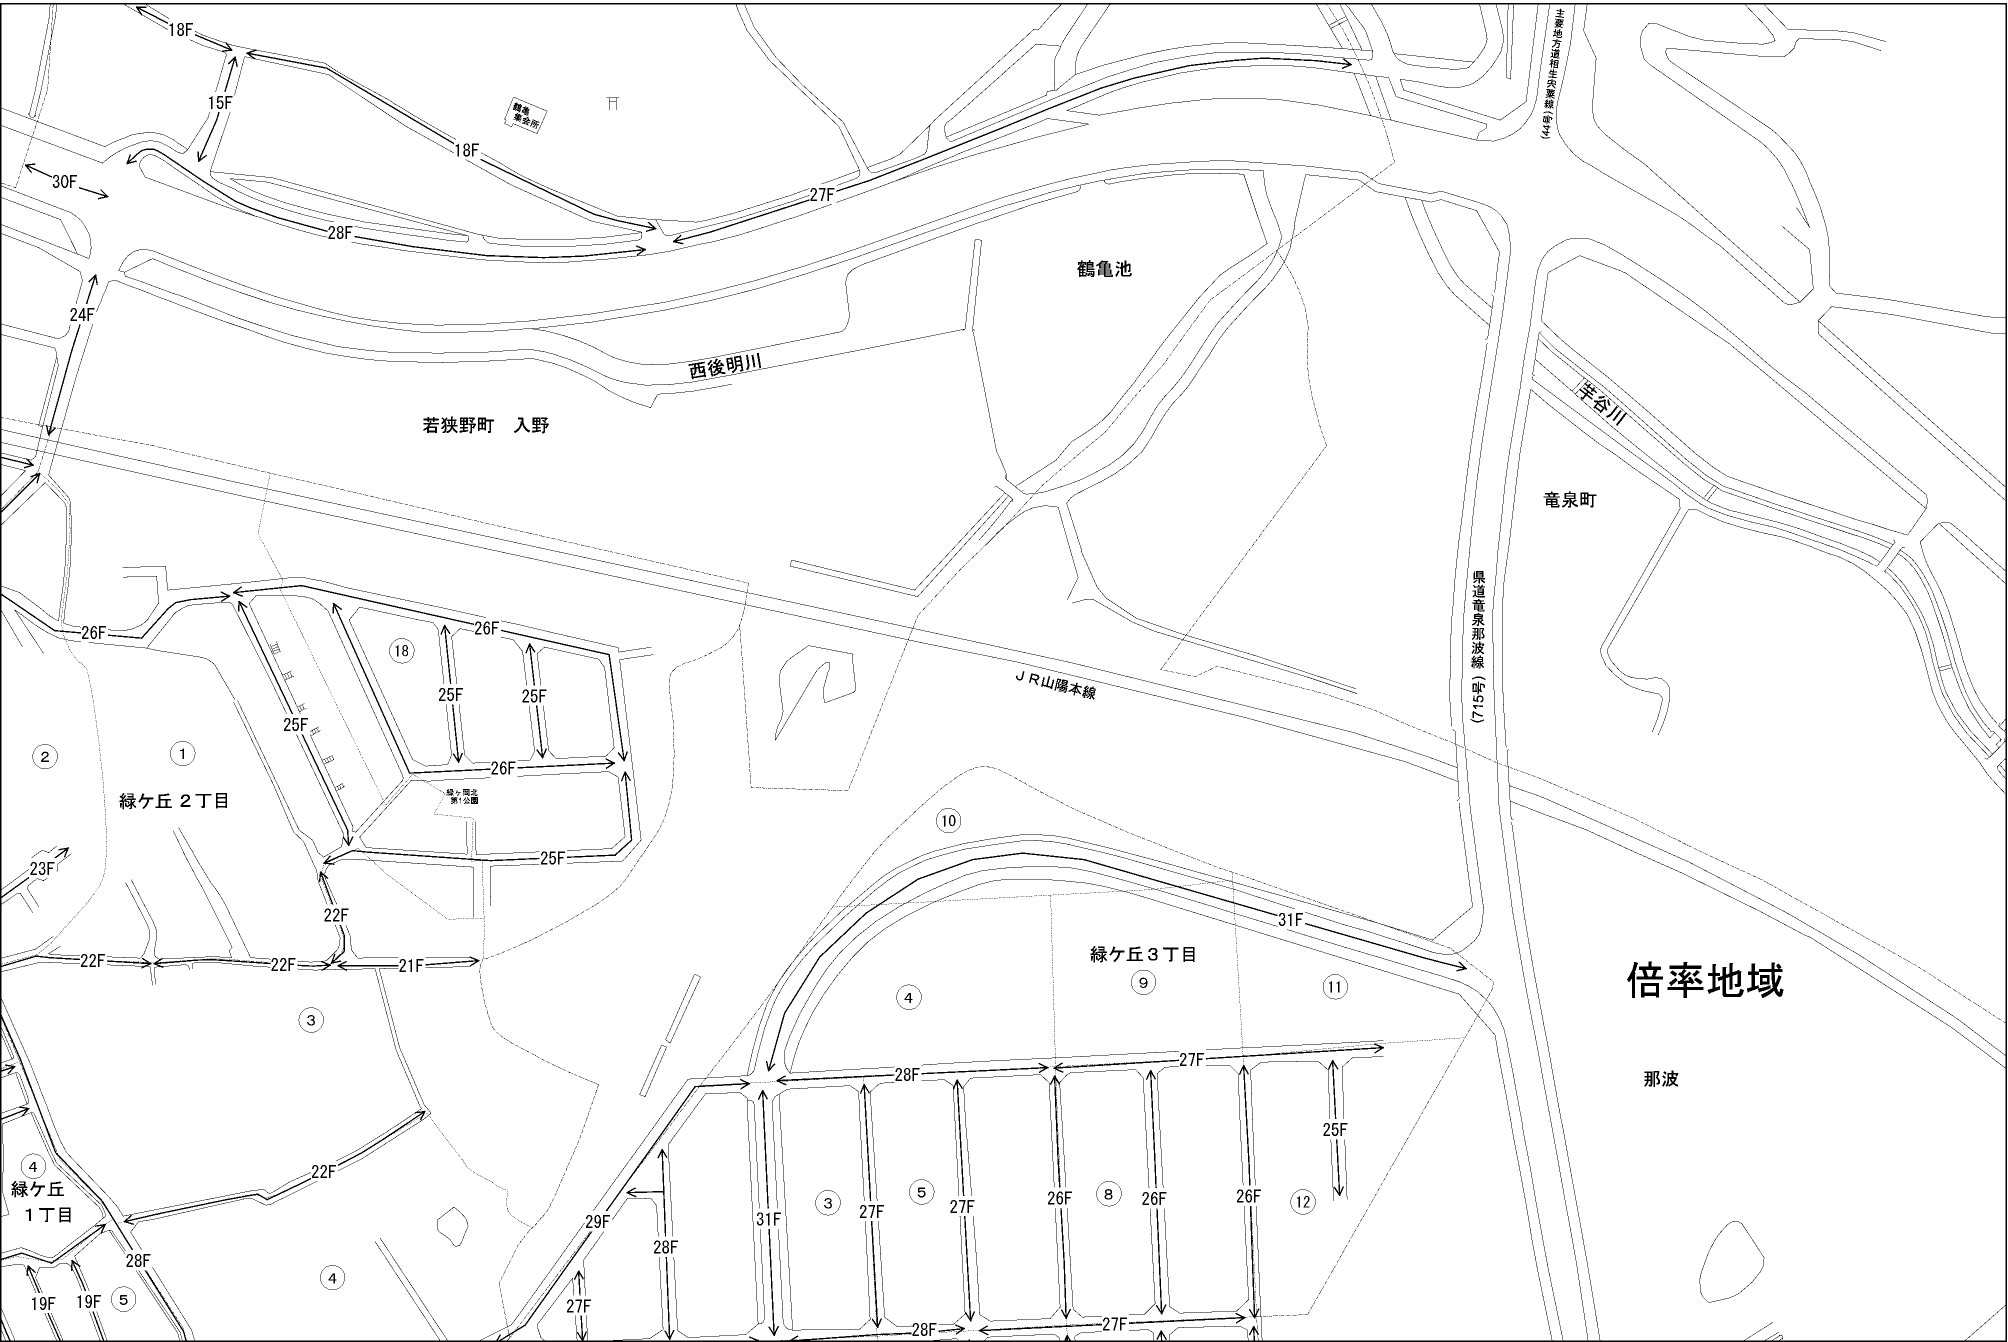 18F
主要地方道相生宍粟線
(44号)
15F
鶴亀
集会所
18F
30F
27F
28F
鶴亀池
24F
西後明川
芋谷川
若狭野町 入野
竜泉町
県道竜泉那波線
(715号)
26F
26F
18
25F
25F
25F
JR山陽本線
2
1
26F
緑ケ丘 2丁目
緑ヶ岡北
第1公園
10
23F
25F
22F
31F
22F
22F
21F
緑ケ丘3丁目
9
11
4
倍率地域
3
28F
27F
那波
25F
4
緑ケ丘
1丁目
22F
3
5
8
12
27F
27F
26F
26F
26F
29F
31F
28F
28F
4
19F
19F
5
27F
28F
27F